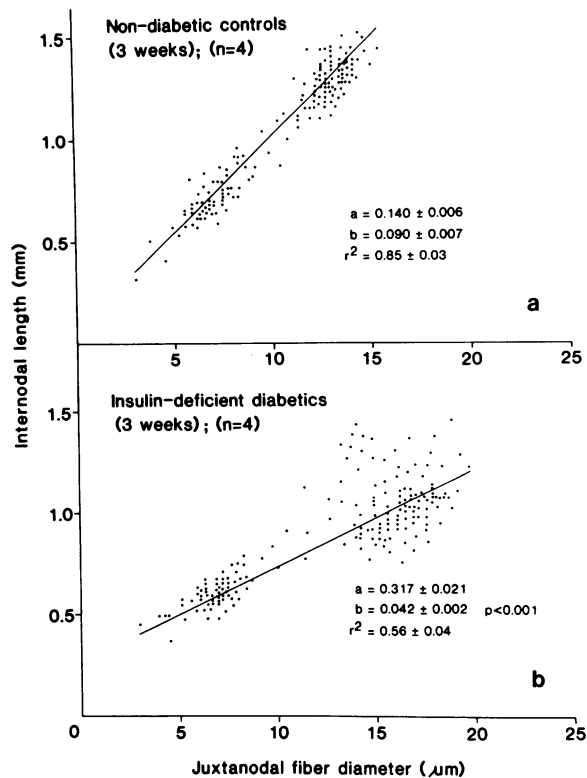 Non-diabetic controls
(3 weeks); (n=4)
1.5
1.0
0.5
0
a = 0.140 ± 0.006
b = 0.090 ± 0.007
r² = 0.85 ± 0.03
a
5
10
15
20
25
Internodal length (mm)
Insulin-deficient diabetics
(3 weeks); (n=4)
1.5
1.0
0.5
a = 0.317 ± 0.021
b = 0.042 ± 0.002 p<0.001
r² = 0.56 ± 0.04
b
0
5
10
15
20
25
Juxtanodal fiber diameter (μm)